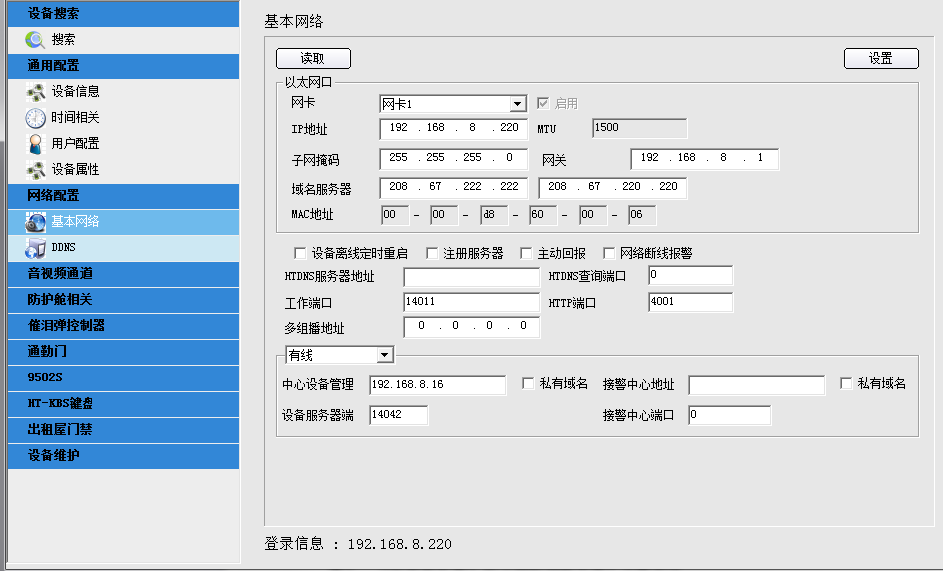 设备搜索
搜索
通用配置
设备信息
时间相关
用户配置
设备属性
网络配置
基本网络
DDNS
音视频通道
防护舱相关
催泪弹控制器
通勤门
9502S
HT-KBS键盘
出租屋门禁
设备维护
基本网络
读取 设置
以太网口
网卡 网卡1 启用
IP地址 192 .168 . 8 .220 MTU 1500
子网掩码 255 .255 .255 . 0 网关 192 .168 . 8 . 1
域名服务器 208 . 67 .222 .222 208 . 67 .220 .220
MAC地址 00 - 00 - d8 - 60 - 00 - 06
设备离线定时重启 注册服务器 主动回报 网络断线报警
HTDNS服务器地址 HTDNS查询端口 0
工作端口 14011 HTTP端口 4001
多组播地址 0 . 0 . 0 . 0
有线
中心设备管理 192.168.8.16 私有域名 接警中心地址 私有域名
设备服务器端 14042 接警中心端口 0
登录信息 : 192.168.8.220